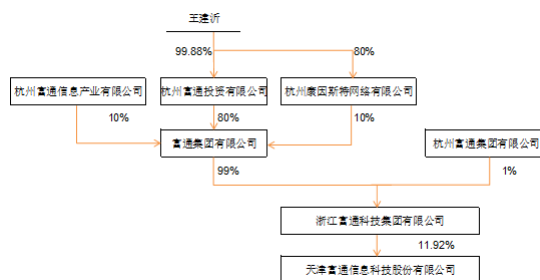 王建沂
99.88%
80%
杭州富通信息产业有限公司
杭州富通投资有限公司
杭州康因斯特网络有限公司
10%
80%
10%
富通集团有限公司
杭州富通集团有限公司
99%
1%
浙江富通科技集团有限公司
11.92%
天津富通信息科技股份有限公司